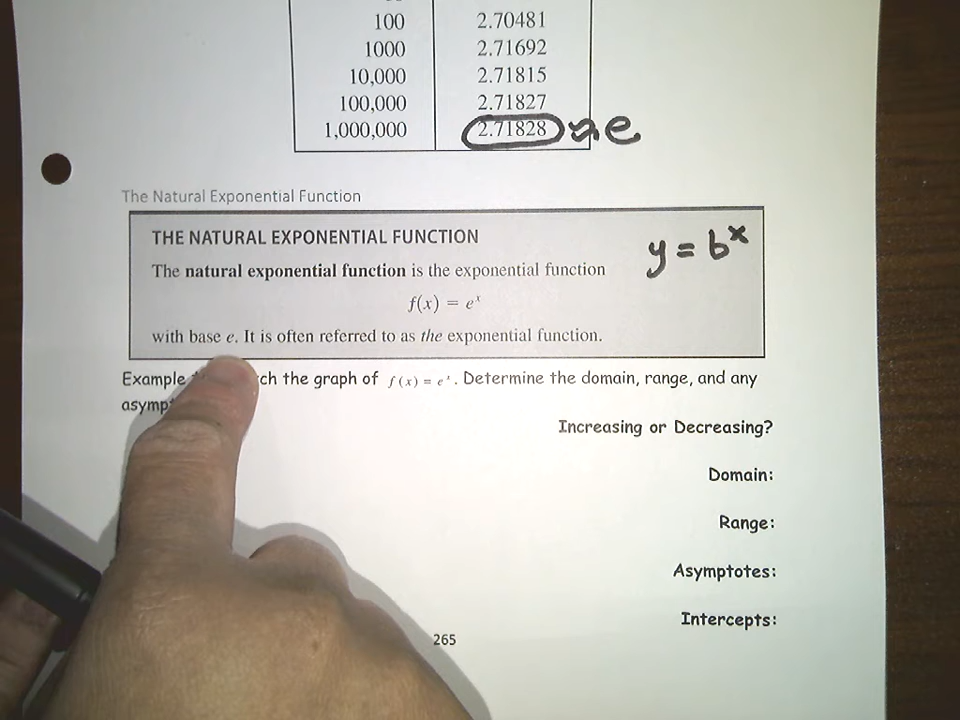 100 2.70481
1000 2.71692
10,000 2.71815
100,000 2.71827
1,000,000 2.71828 ≈ e
The Natural Exponential Function
THE NATURAL EXPONENTIAL FUNCTION
y = b^x
The natural exponential function is the exponential function
f(x) = e^x
with base e. It is often referred to as the exponential function.
Example the graph of f(x) = e^x. Determine the domain, range, and any
Increasing or Decreasing?
Domain:
Range:
Asymptotes:
Intercepts:
265